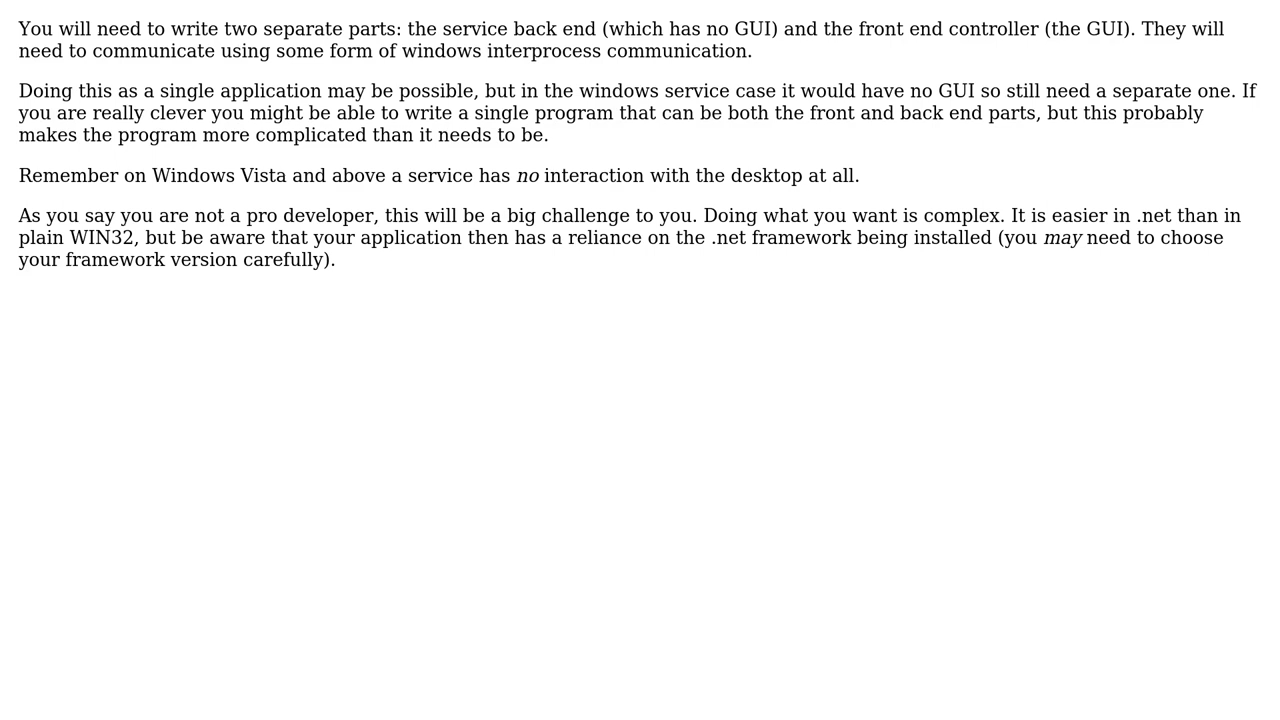 You will need to write two separate parts: the service back end (which has no GUI) and the front end controller (the GUI). They will
need to communicate using some form of windows interprocess communication.
Doing this as a single application may be possible, but in the windows service case it would have no GUI so still need a separate one. If
you are really clever you might be able to write a single program that can be both the front and back end parts, but this probably
makes the program more complicated than it needs to be.
Remember on Windows Vista and above a service has no interaction with the desktop at all.
As you say you are not a pro developer, this will be a big challenge to you. Doing what you want is complex. It is easier in .net than in
plain WIN32, but be aware that your application then has a reliance on the .net framework being installed (you may need to choose
your framework version carefully).